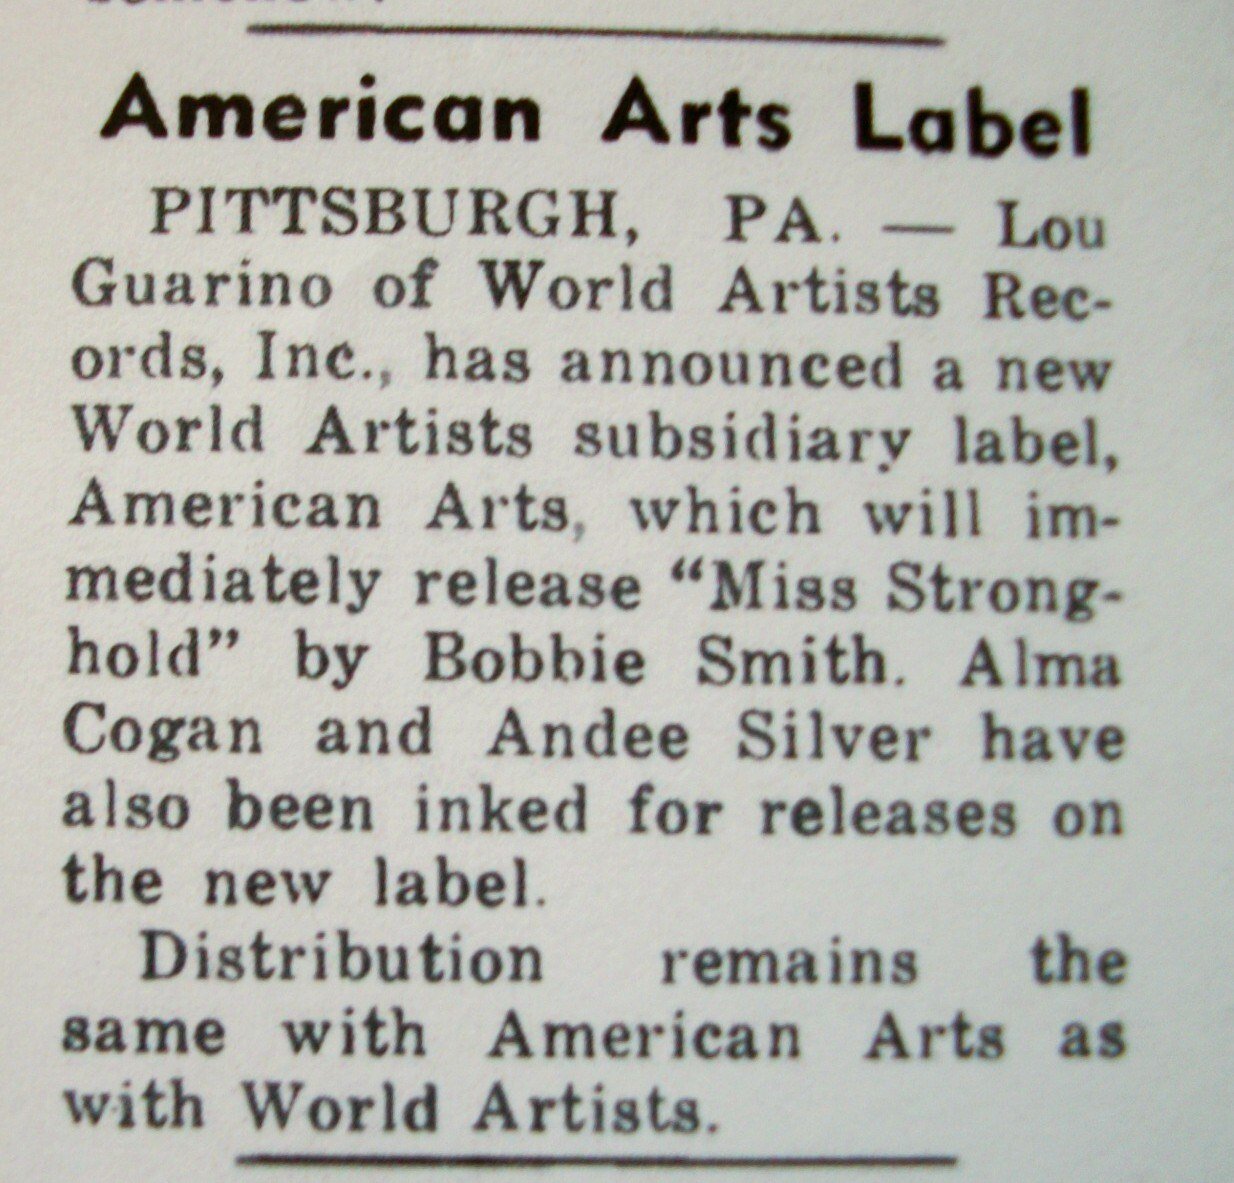 American Arts Label
PITTSBURGH, PA. — Lou
Guarino of World Artists Rec-
ords, Inc., has announced a new
World Artists subsidiary label,
American Arts, which will im-
mediately release “Miss Strong-
hold” by Bobbie Smith. Alma
Cogan and Andee Silver have
also been inked for releases on
the new label.
Distribution remains the
same with American Arts as
with World Artists.